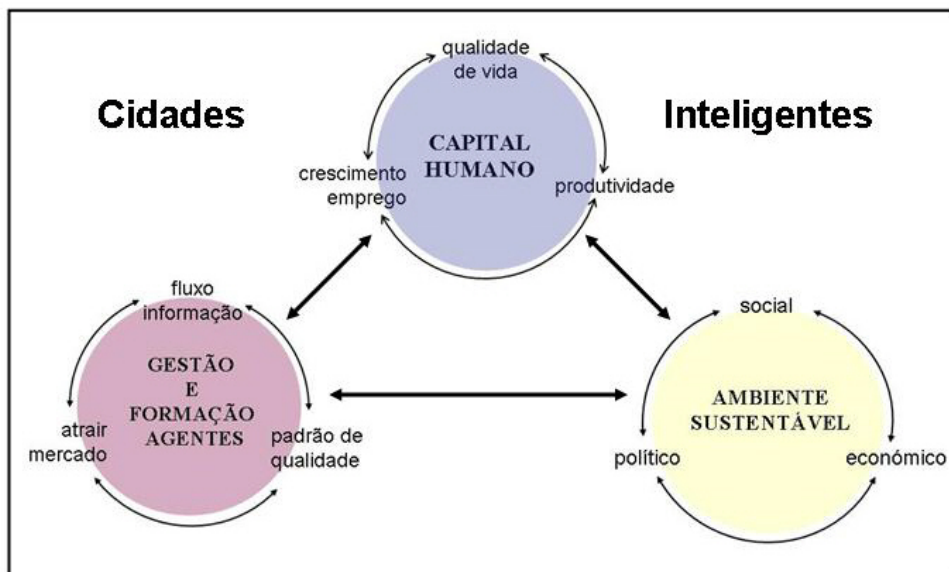 Cidades
Inteligentes
qualidade
de vida
CAPITAL
HUMANO
crescimento
emprego
produtividade
fluxo
informação
GESTÃO
E
FORMAÇÃO
AGENTES
atrair
mercado
padrão de
qualidade
social
AMBIENTE
SUSTENTÁVEL
político
económico